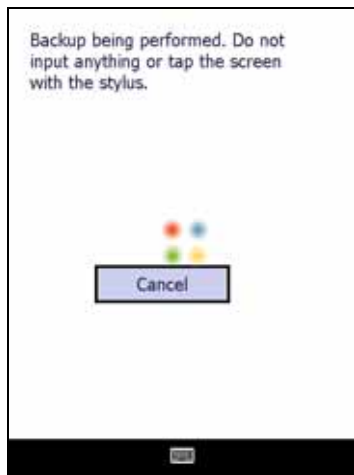 Backup being performed. Do not
input anything or tap the screen
with the stylus.
Cancel